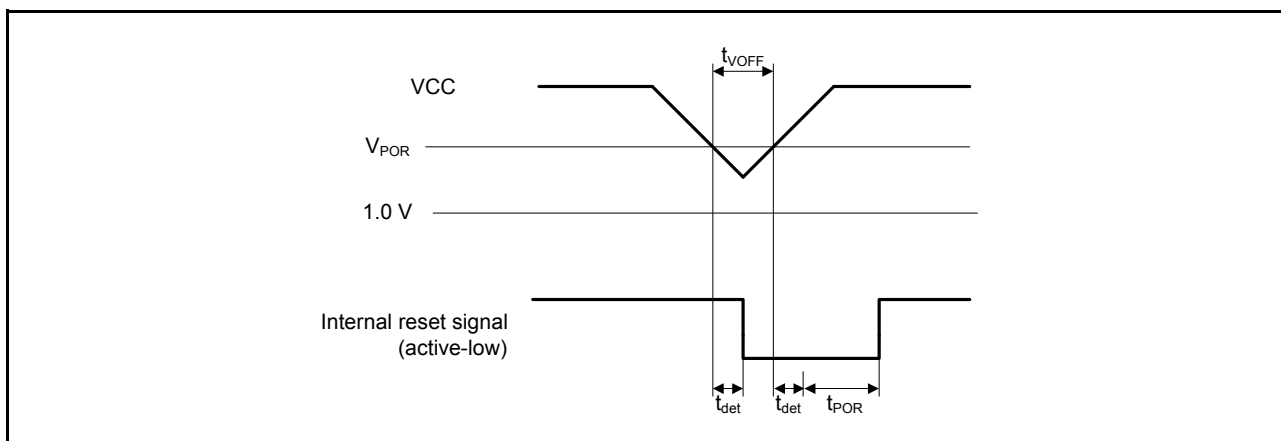 tVOFF
VCC
VPOR
1.0 V
Internal reset signal
(active-low)
tdet
tdet
tPOR